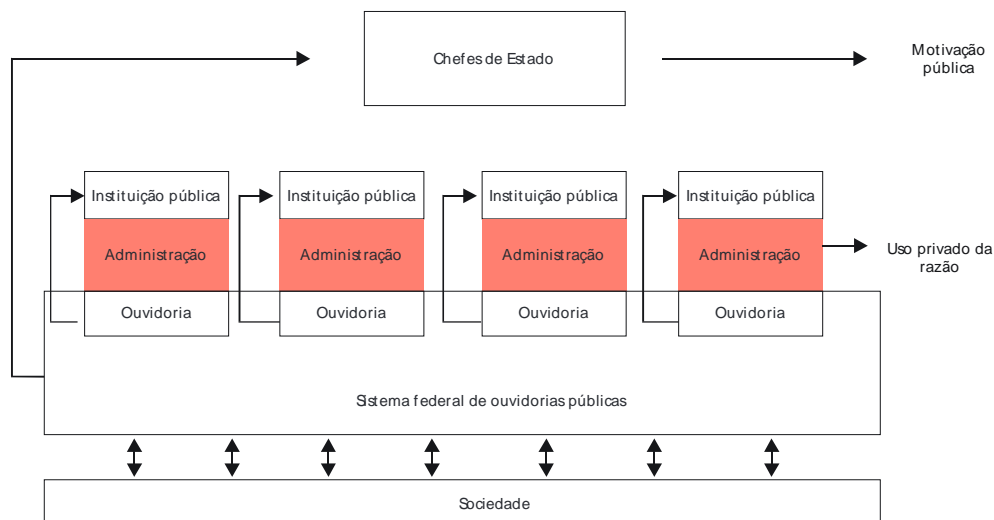 Chefes de Estado
Motivação
pública
Instituição pública
Instituição pública
Instituição pública
Instituição pública
Administração
Administração
Administração
Administração
Uso privado da
razão
Ouvidoria
Ouvidoria
Ouvidoria
Ouvidoria
Sistema federal de ouvidorias públicas
Sociedade